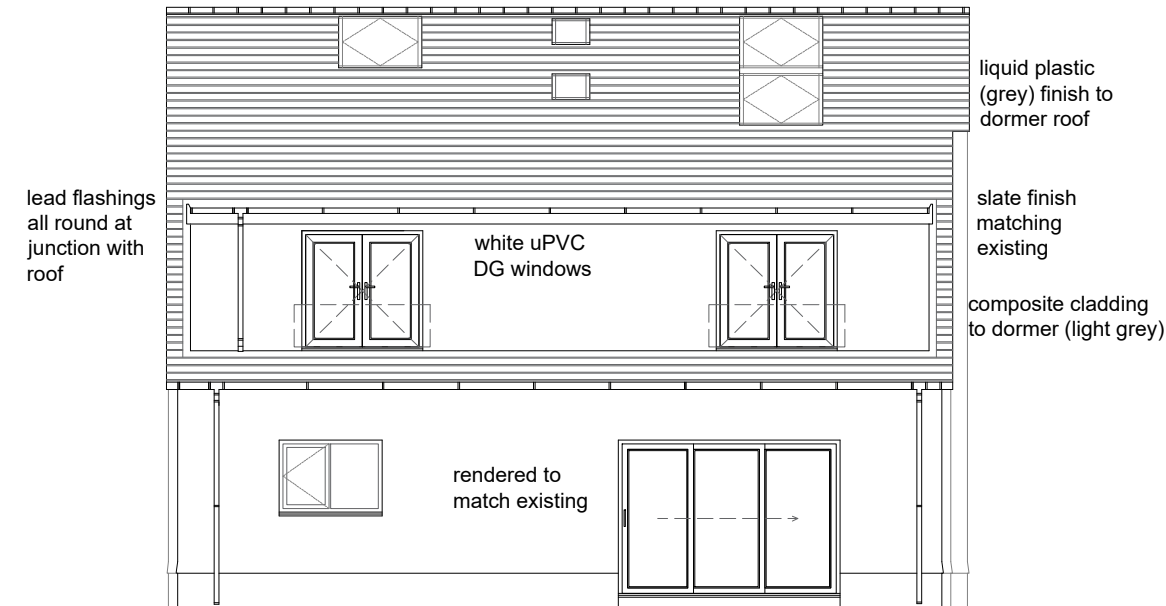 liquid plastic
(grey) finish to
dormer roof
lead flashings
all round at
junction with
roof
slate finish
matching
existing
white uPVC
DG windows
composite cladding
to dormer (light grey)
rendered to
match existing